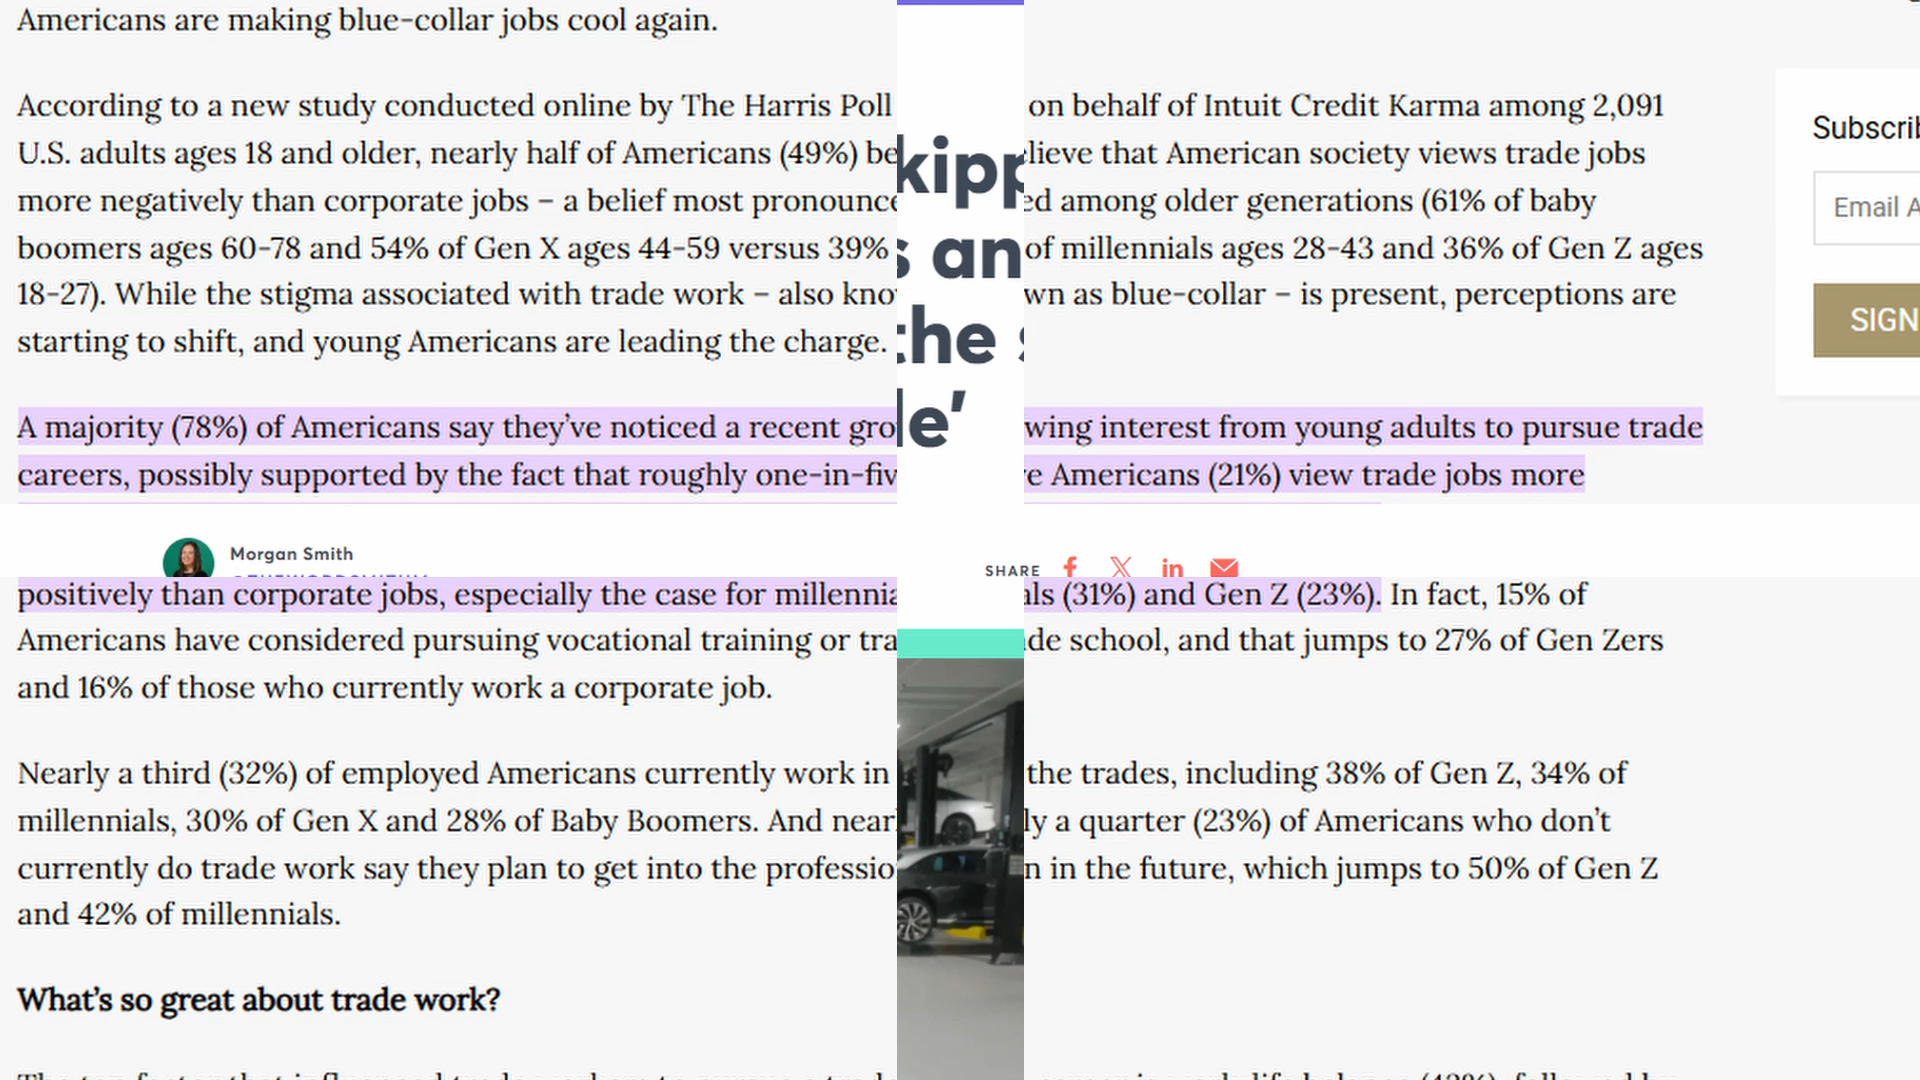 Americans are making blue-collar jobs cool again.
According to a new study conducted online by The Harris Poll on behalf of Intuit Credit Karma among 2,091
U.S. adults ages 18 and older, nearly half of Americans (49%) believe that American society views trade jobs
more negatively than corporate jobs – a belief most pronounced among older generations (61% of baby
boomers ages 60-78 and 54% of Gen X ages 44-59 versus 39% of millennials ages 28-43 and 36% of Gen Z ages
18-27). While the stigma associated with trade work – also known as blue-collar – is present, perceptions are
starting to shift, and young Americans are leading the charge.
A majority (78%) of Americans say they’ve noticed a recent growing interest from young adults to pursue trade
careers, possibly supported by the fact that roughly one-in-five Americans (21%) view trade jobs more
positively than corporate jobs, especially the case for millennials (31%) and Gen Z (23%). In fact, 15% of
Americans have considered pursuing vocational training or trade school, and that jumps to 27% of Gen Zers
and 16% of those who currently work a corporate job.
Nearly a third (32%) of employed Americans currently work in the trades, including 38% of Gen Z, 34% of
millennials, 30% of Gen X and 28% of Baby Boomers. And nearly a quarter (23%) of Americans who don’t
currently do trade work say they plan to get into the profession in the future, which jumps to 50% of Gen Z
and 42% of millennials.
What’s so great about trade work?
kipp
s an
the s
le’
Morgan Smith
SHARE
in
Subscrib
Email A
SIGN